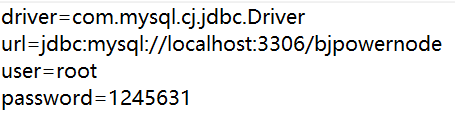 driver=com.mysql.cj.jdbc.Driver
url=jdbc:mysql://localhost:3306/bjpowernode
user=root
password=1245631